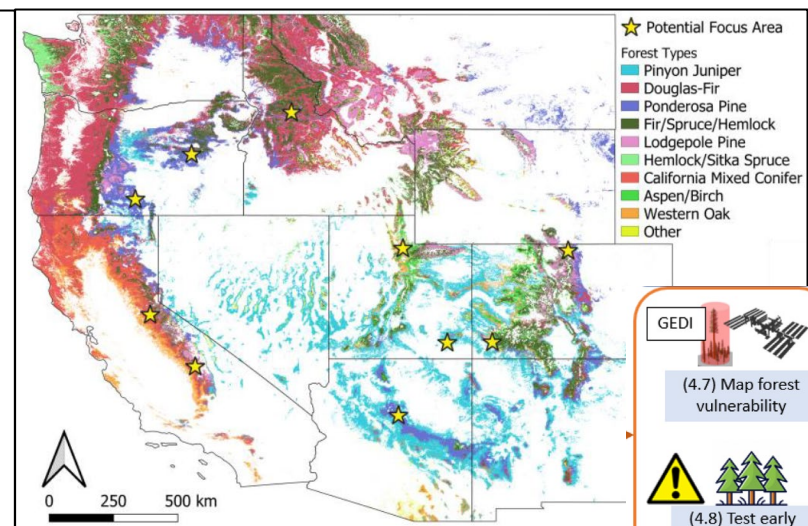 Potential Focus Area
Forest Types
Pinyon Juniper
Douglas-Fir
Ponderosa Pine
Fir/Spruce/Hemlock
Lodgepole Pine
Hemlock/Sitka Spruce
California Mixed Conifer
Aspen/Birch
Western Oak
Other
0 250 500 km
GEDI
(4.7) Map forest
vulnerability
(4.8) Test early